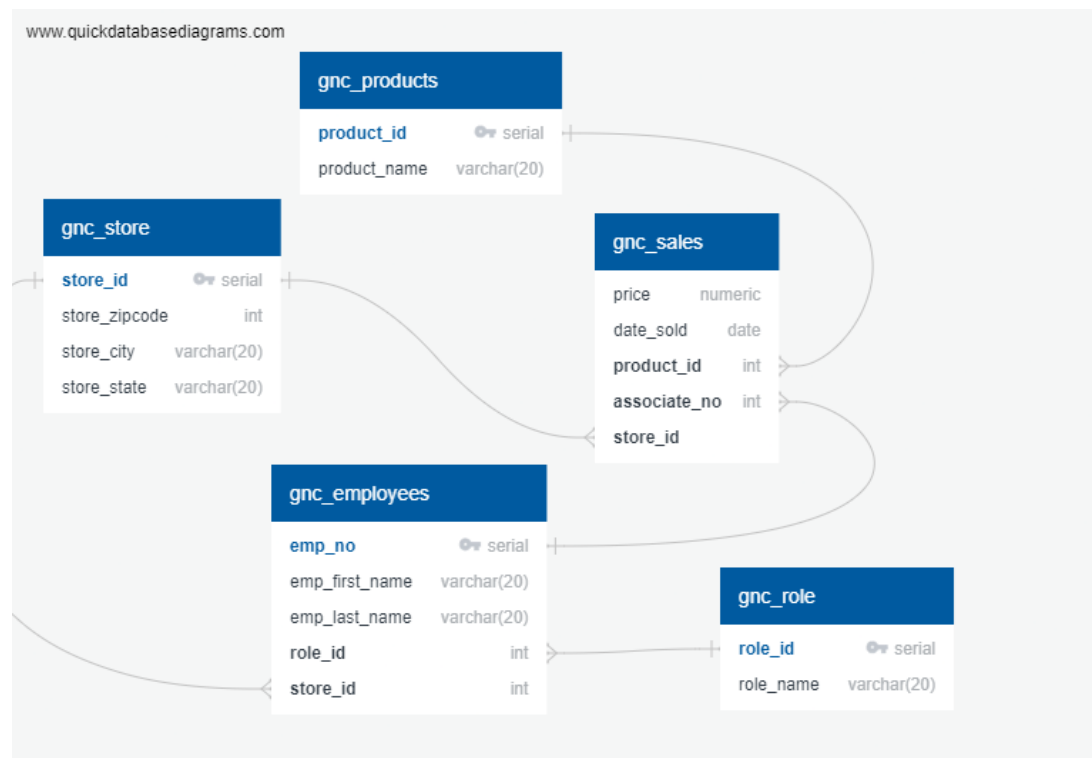 www.quickdatabasediagrams.com
gnc_products
product_id serial
product_name varchar(20)
gnc_store
store_id serial
store_zipcode int
store_city varchar(20)
store_state varchar(20)
gnc_sales
price numeric
date_sold date
product_id int
associate_no int
store_id
gnc_employees
emp_no serial
emp_first_name varchar(20)
emp_last_name varchar(20)
role_id int
store_id int
gnc_role
role_id serial
role_name varchar(20)